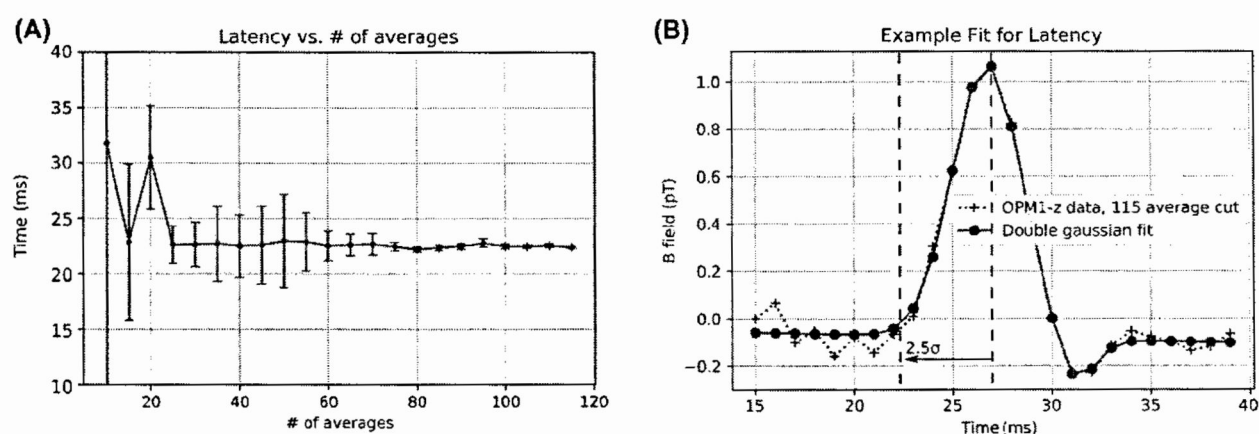 (A)
Latency vs. # of averages
Time (ms)
40
35
30
25
20
15
10
20
40
60
80
100
120
# of averages
(B)
Example Fit for Latency
B field (pT)
1.0
0.8
0.6
0.4
0.2
0.0
−0.2
OPM1-z data, 115 average cut
Double gaussian fit
2.5σ
15
20
25
30
35
40
Time (ms)